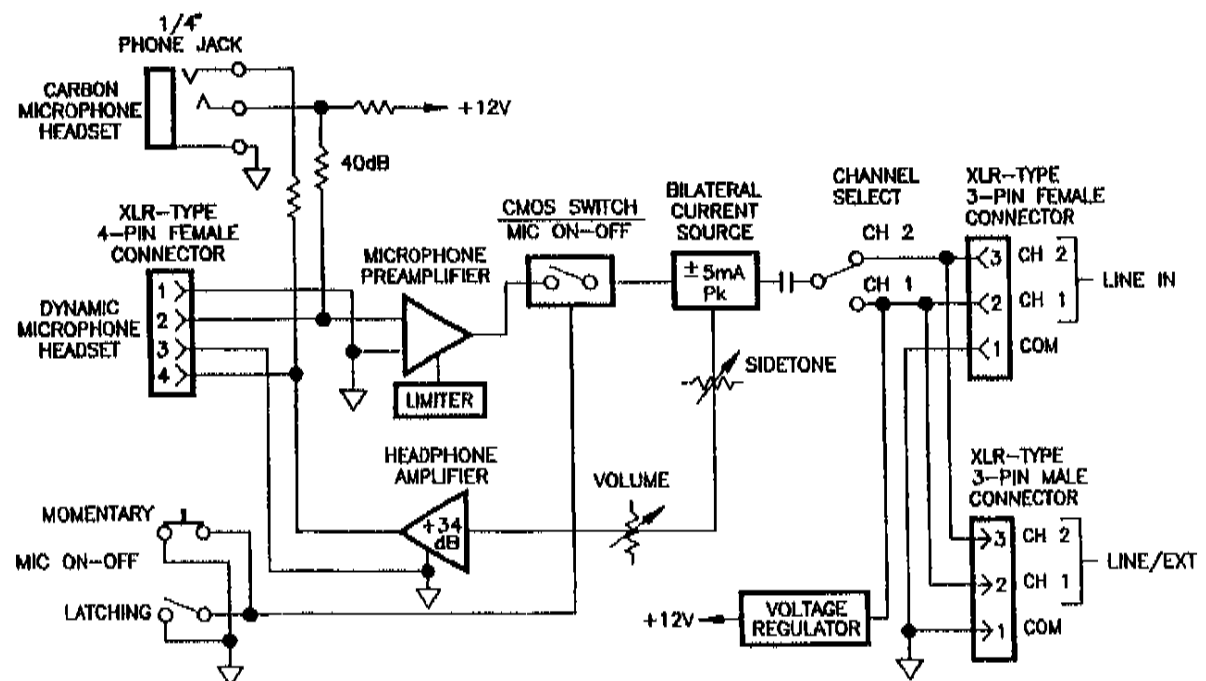 1/4"
PHONE JACK
CARBON
MICROPHONE
HEADSET
+12V
40dB
XLR-TYPE
4-PIN FEMALE
CONNECTOR
1
2
3
4
DYNAMIC
MICROPHONE
HEADSET
MICROPHONE
PREAMPLIFIER
LIMITER
CMOS SWITCH
MIC ON-OFF
BILATERAL
CURRENT
SOURCE
± 5mA
Pk
CHANNEL
SELECT
CH 2
CH 1
XLR-TYPE
3-PIN FEMALE
CONNECTOR
3 CH 2
2 CH 1
1 COM
LINE IN
SIDETONE
HEADPHONE
AMPLIFIER
+34
dB
VOLUME
MOMENTARY
MIC ON-OFF
LATCHING
+12V
VOLTAGE
REGULATOR
XLR-TYPE
3-PIN MALE
CONNECTOR
3 CH 2
2 CH 1
1 COM
LINE/EXT